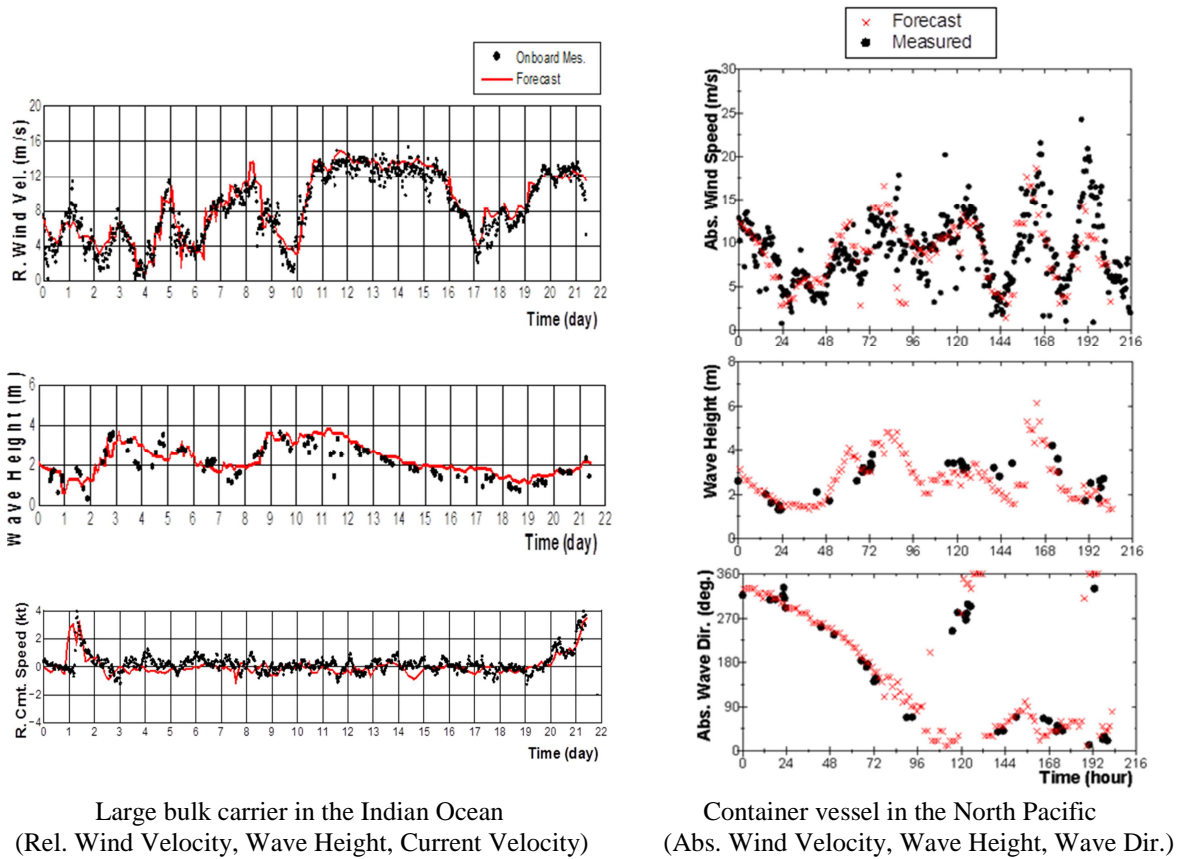 Onboard Mes.
Forecast
R. Wind Vel. (m/s)
20
16
12
8
4
0
0 1 2 3 4 5 6 7 8 9 10 11 12 13 14 15 16 17 18 19 20 21 22
Time (day)
Wave Height (m)
6
4
2
0
0 1 2 3 4 5 6 7 8 9 10 11 12 13 14 15 16 17 18 19 20 21 22
Time (day)
R. Crnt. Speed (kt)
4
2
0
-2
-4
0 1 2 3 4 5 6 7 8 9 10 11 12 13 14 15 16 17 18 19 20 21 22
Time (day)
Large bulk carrier in the Indian Ocean
(Rel. Wind Velocity, Wave Height, Current Velocity)
Forecast
Measured
Abs. Wind Speed (m/s)
30
25
20
15
10
5
0
0 24 48 72 96 120 144 168 192 216
Wave Height (m)
8
6
4
2
0
0 24 48 72 96 120 144 168 192 216
Abs. Wave Dir. (deg.)
360
270
180
90
0
0 24 48 72 96 120 144 168 192 216
Time (hour)
Container vessel in the North Pacific
(Abs. Wind Velocity, Wave Height, Wave Dir.)